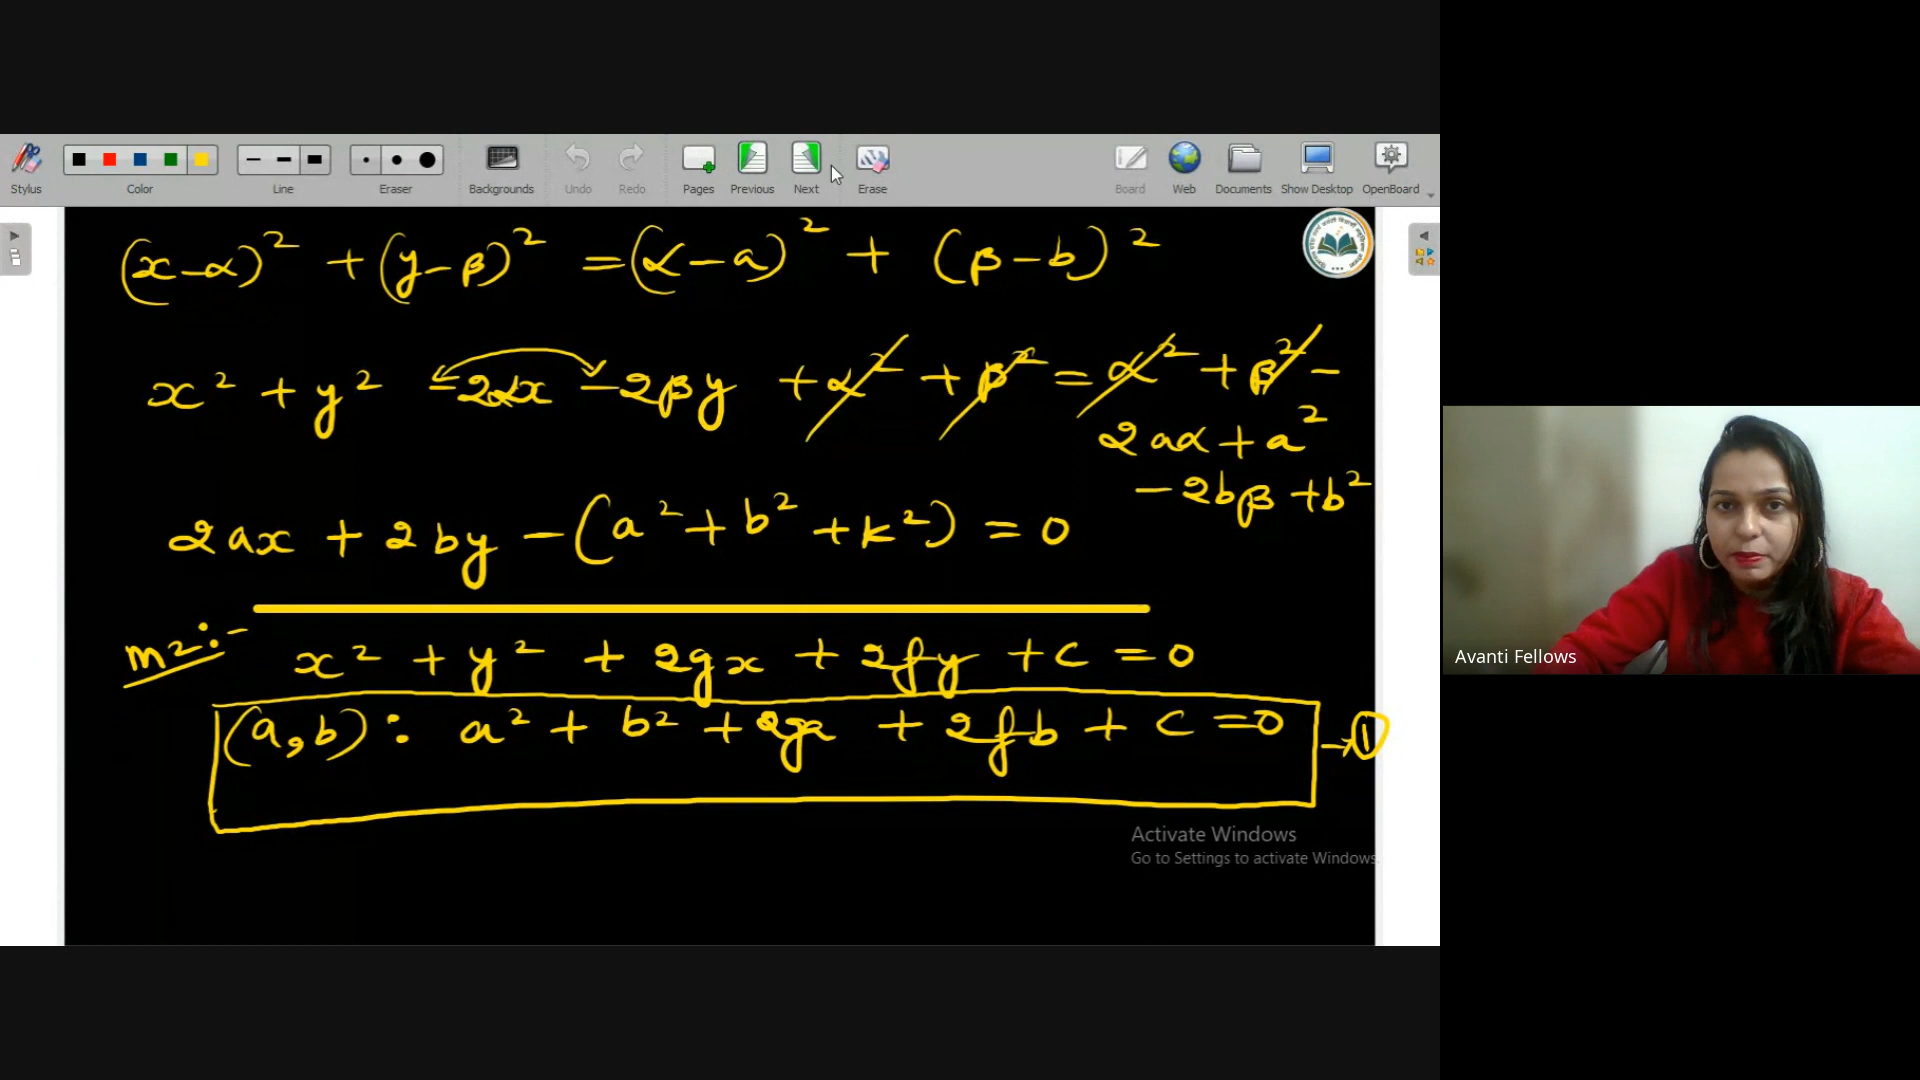 Stylus Color Line Eraser Backgrounds Undo Redo Pages Previous Next Erase Board Web Documents Show Desktop OpenBoard
(x-α)² + (y-β)² = (α-a)² + (β-b)²
x² + y² -2αx -2βy + α² + β² = α² + β² -
2aα + a²
- 2bβ + b²
2ax + 2by - (a² + b² + k²) = 0
m2:- x² + y² + 2gx + 2fy + c = 0
(a,b): a² + b² + 2ga + 2fb + c = 0 → ①
Activate Windows
Go to Settings to activate Windows.
Avanti Fellows